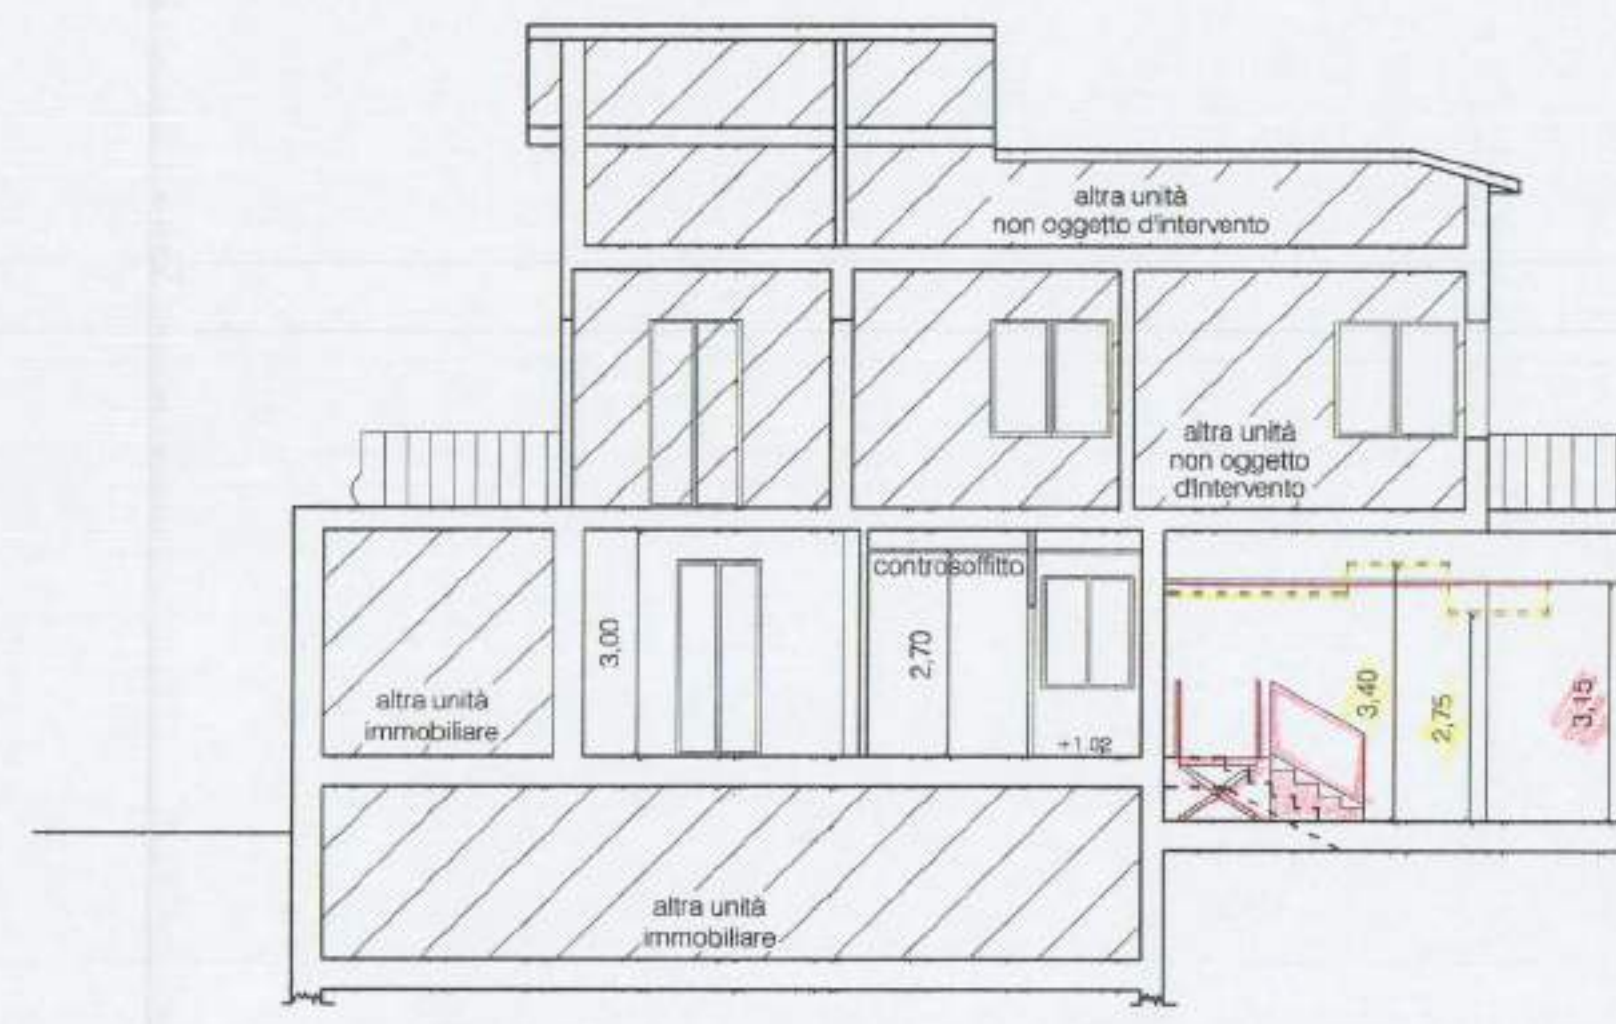 altra unità
non oggetto d'intervento
altra unità
non oggetto
d'intervento
controsoffitto
3,00
2,70
altra unità
immobiliare
+1.02
3,40
2,75
3,15
altra unità
immobiliare